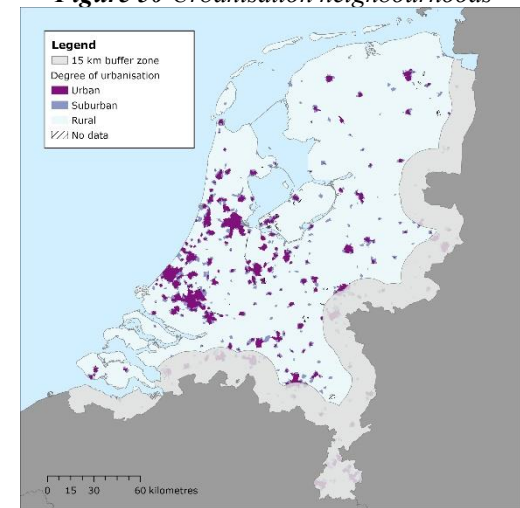 Figure 30 Urbanisation neighbourhoods
Legend
15 km buffer zone
Degree of urbanisation
Urban
Suburban
Rural
No data
0 15 30 60 kilometres